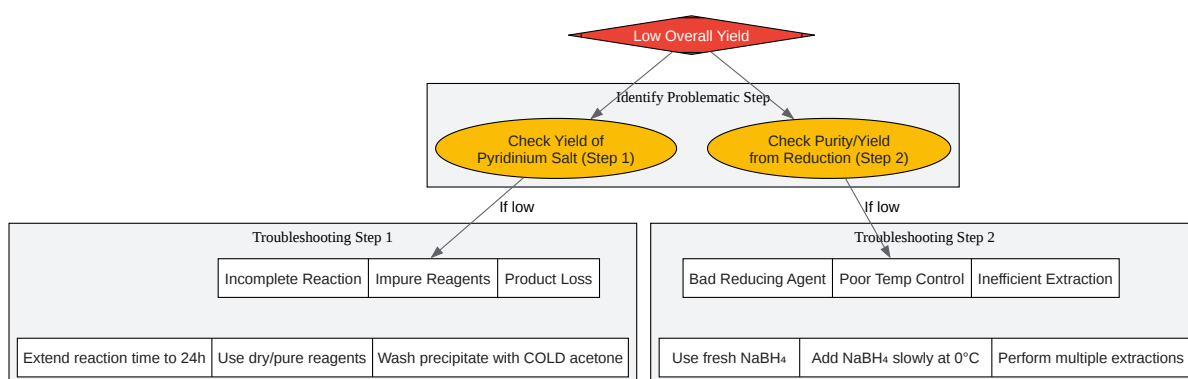 Low Overall Yield
Identify Problematic Step
Check Yield of
Pyridinium Salt (Step 1)
Check Purity/Yield
from Reduction (Step 2)
If low
If low
Troubleshooting Step 1
Incomplete Reaction
Impure Reagents
Product Loss
Extend reaction time to 24h
Use dry/pure reagents
Wash precipitate with COLD acetone
Troubleshooting Step 2
Bad Reducing Agent
Poor Temp Control
Inefficient Extraction
Use fresh NaBH₄
Add NaBH₄ slowly at 0°C
Perform multiple extractions